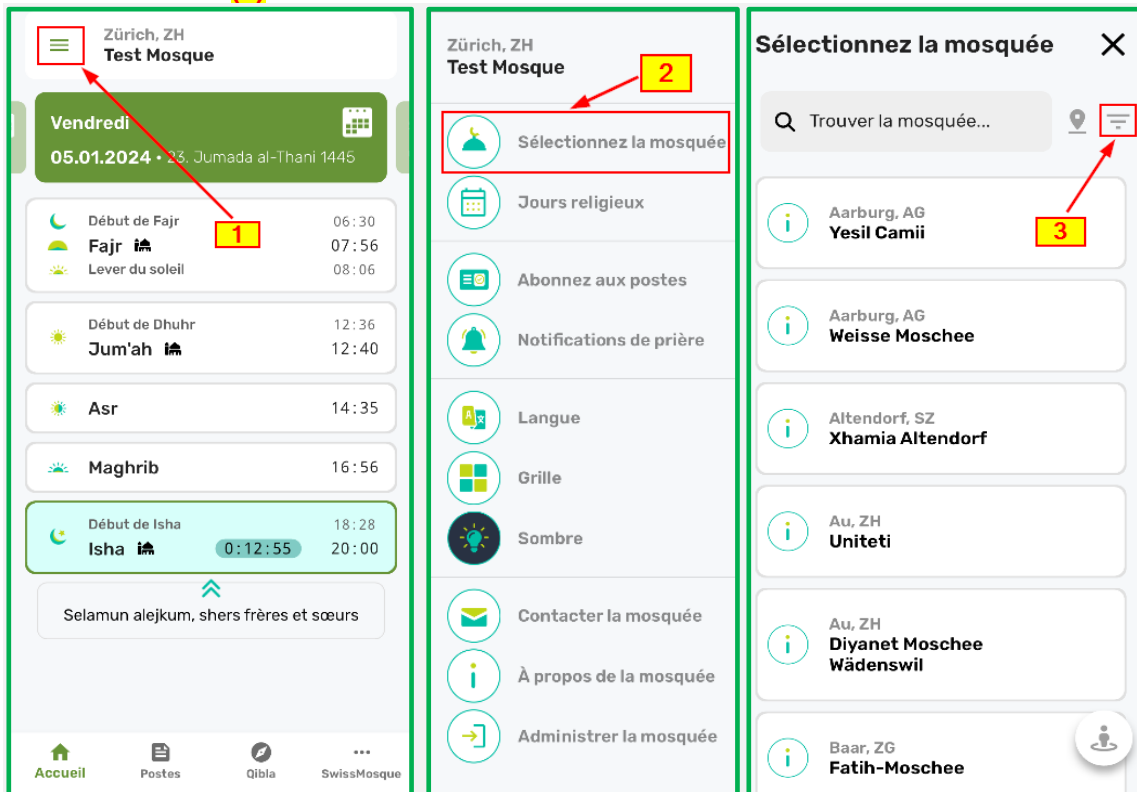 Zürich, ZH
Test Mosque
Vendredi
05.01.2024 • 23. Jumada al-Thani 1445
Début de Fajr 06:30
Fajr 07:56
Lever du soleil 08:06
1
Début de Dhuhr 12:36
Jum'ah 12:40
Asr 14:35
Maghrib 16:56
Début de Isha 18:28
Isha 0:12:55 20:00
Selamun alejkum, shers frères et sœurs
Accueil Postes Qibla SwissMosque
Zürich, ZH
Test Mosque
2
Sélectionnez la mosquée
Jours religieux
Abonnez aux postes
Notifications de prière
Langue
Grille
Sombre
Contacter la mosquée
À propos de la mosquée
Administrer la mosquée
Sélectionnez la mosquée
Trouver la mosquée...
3
Aarburg, AG
Yesil Camii
Aarburg, AG
Weisse Moschee
Altendorf, SZ
Xhamia Altendorf
Au, ZH
Uniteti
Au, ZH
Diyanet Moschee
Wädenswil
Baar, ZG
Fatih-Moschee